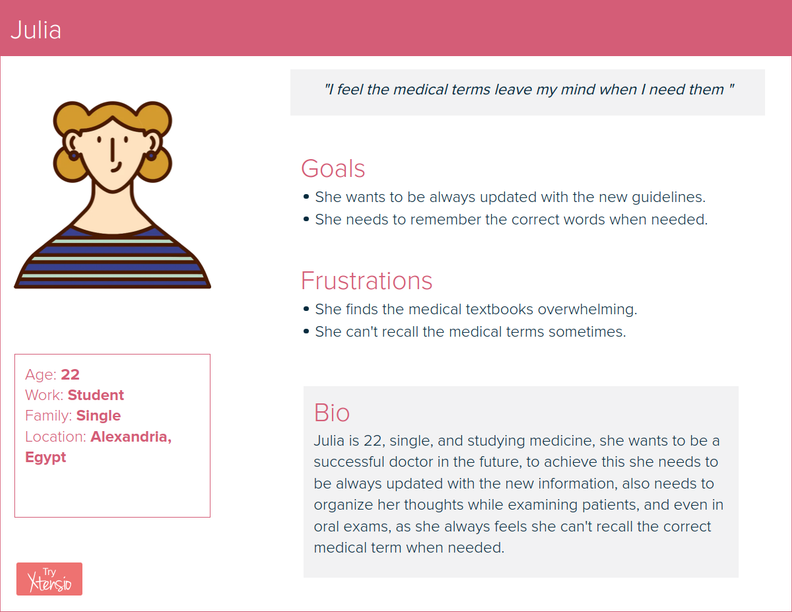 Julia
"I feel the medical terms leave my mind when I need them "
Goals
• She wants to be always updated with the new guidelines.
• She needs to remember the correct words when needed.
Frustrations
• She finds the medical textbooks overwhelming.
• She can't recall the medical terms sometimes.
Age: 22
Work: Student
Family: Single
Location: Alexandria,
Egypt
Bio
Julia is 22, single, and studying medicine, she wants to be a
successful doctor in the future, to achieve this she needs to
be always updated with the new information, also needs to
organize her thoughts while examining patients, and even in
oral exams, as she always feels she can't recall the correct
medical term when needed.
Try
Xtensio